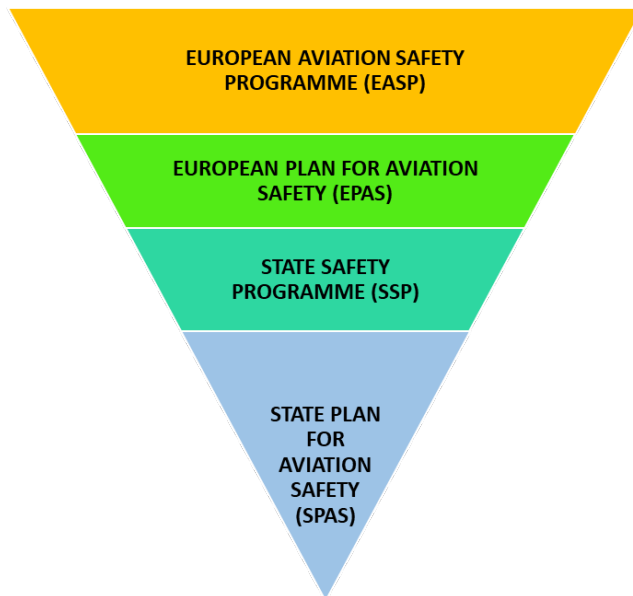 EUROPEAN AVIATION SAFETY
PROGRAMME (EASP)
EUROPEAN PLAN FOR AVIATION
SAFETY (EPAS)
STATE SAFETY
PROGRAMME (SSP)
STATE PLAN
FOR
AVIATION
SAFETY
(SPAS)